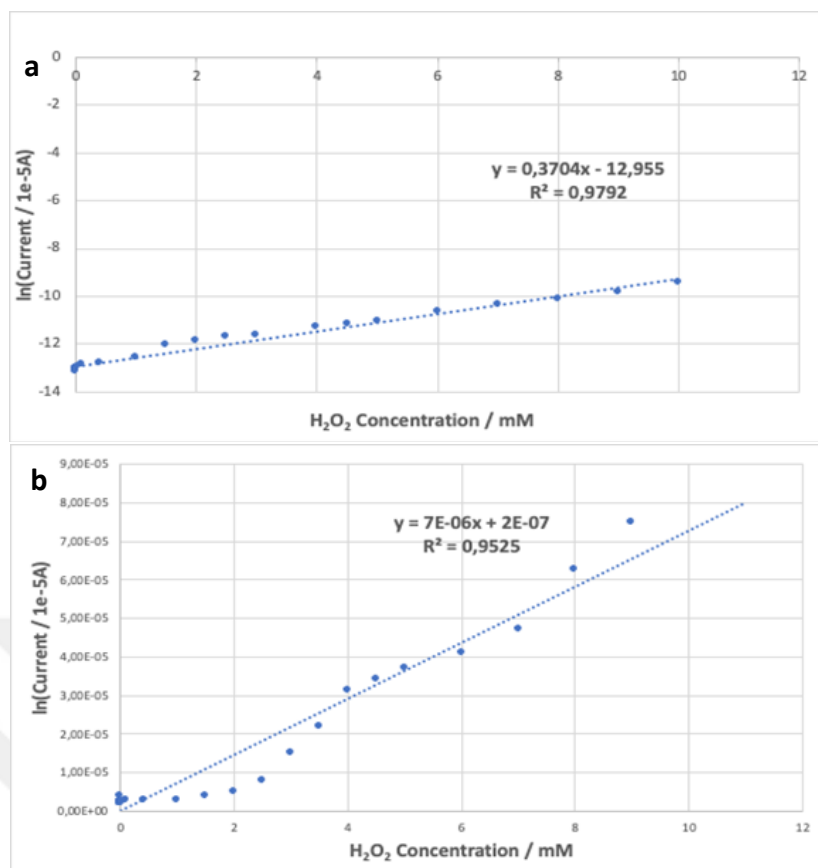 a
0
0 2 4 6 8 10 12
-2
-4
-6
-8
-10
-12
-14
ln(Current / 1e-5A)
y = 0,3704x - 12,955
R² = 0,9792
H₂O₂ Concentration / mM
b
9,00E-05
8,00E-05
7,00E-05
6,00E-05
5,00E-05
4,00E-05
3,00E-05
2,00E-05
1,00E-05
0,00E+00
ln(Current / 1e-5A)
y = 7E-06x + 2E-07
R² = 0,9525
0 2 4 6 8 10 12
H₂O₂ Concentration / mM